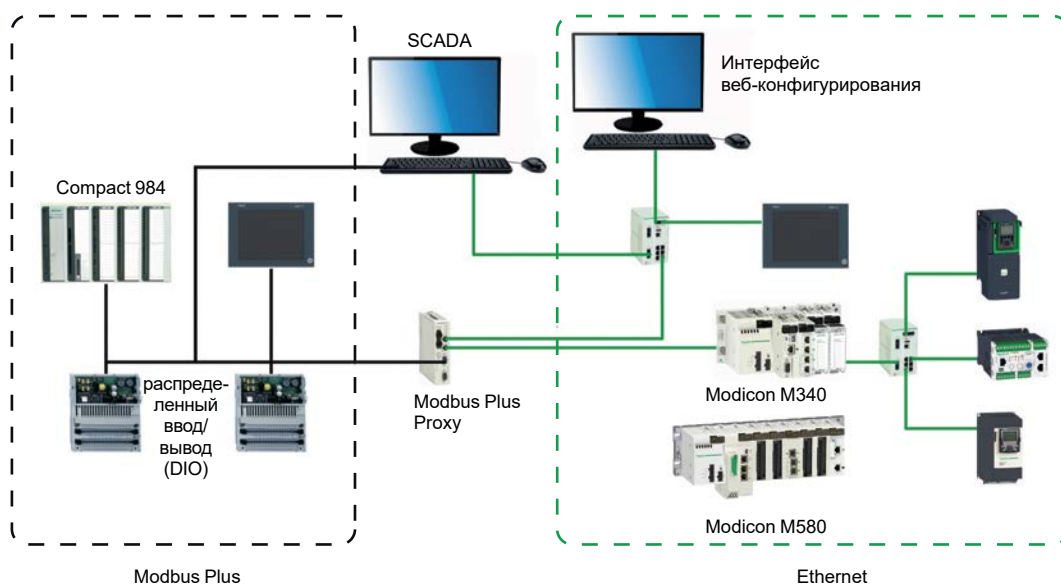 SCADA
Интерфейс
веб-конфигурирования
Compact 984
распреде-
ленный
ввод/
вывод
(DIO)
Modbus Plus
Proxy
Modicon M340
Modicon M580
Modbus Plus
Ethernet